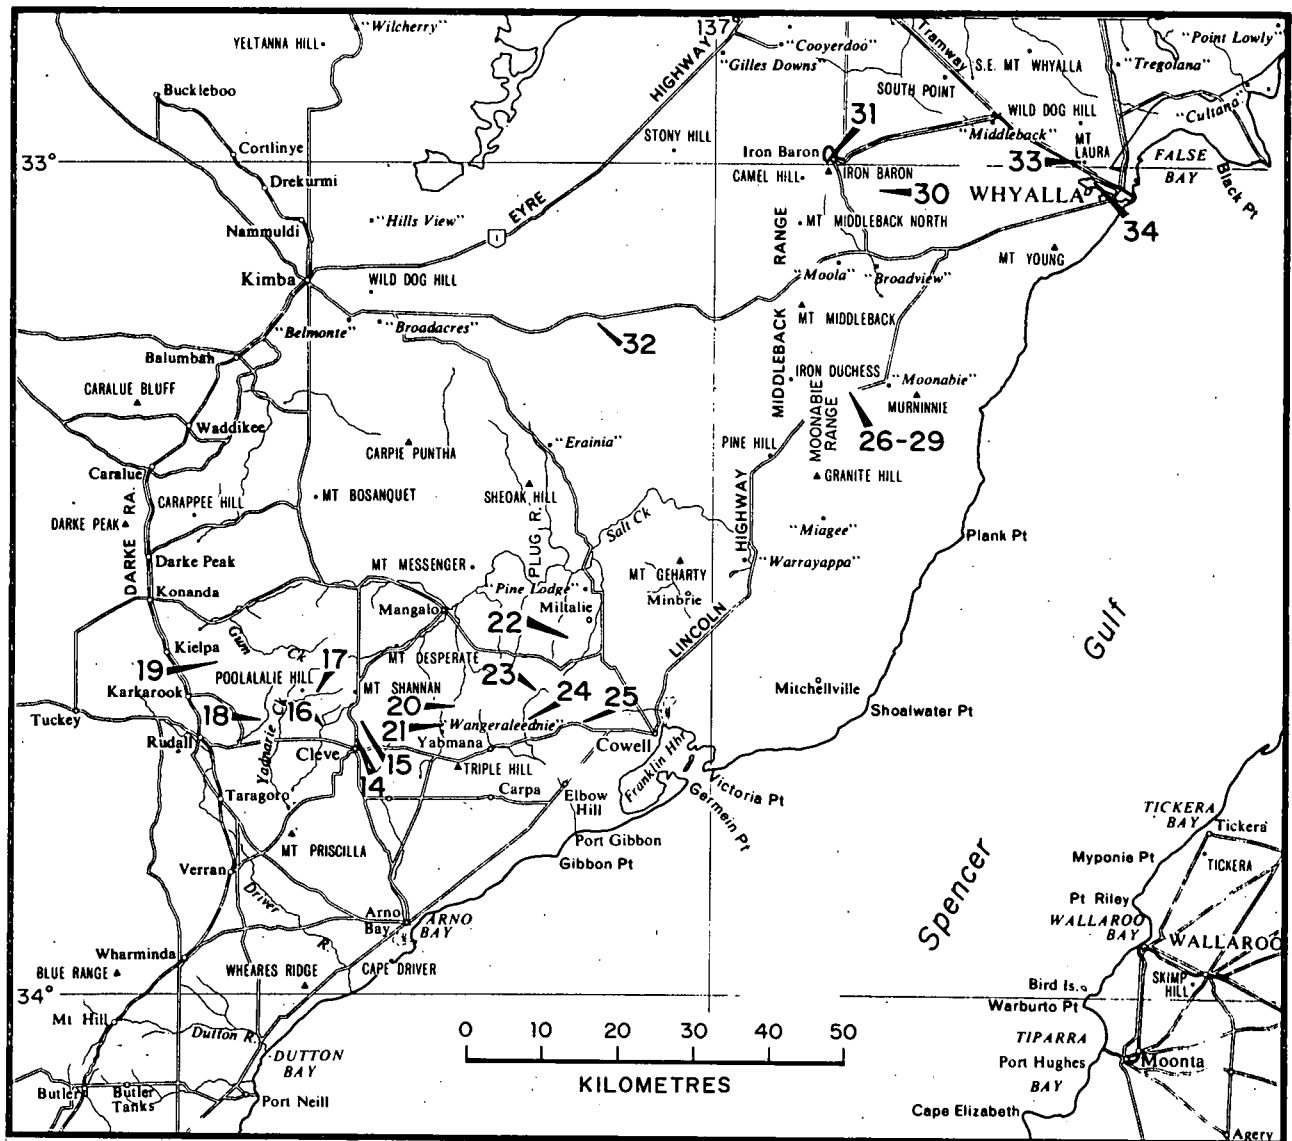 "Wilcherry"
YELTANNA HILL
137°
"Cooyerdoo"
"Gilles Downs"
HIGHWAY
Tramway
S.E. MT WHYALLA
"Point Lowly"
"Tregolana"
SOUTH POINT
Buckleboo
31
WILD DOG HILL
"Cultana"
STONY HILL
"Middleback"
MT LAURA
Cortlinye
33°
Iron Baron
33
FALSE BAY
Drekurmi
CAMEL HILL
IRON BARON
30
WHYALLA
Black Pt
"Hills View"
EYRE
Nammuldi
RANGE
MT MIDDLEBACK NORTH
34
1
MT YOUNG
Kimba
WILD DOG HILL
"Moola"
"Broadview"
"Belmonte"
"Broadacres"
MIDDLEBACK
MT MIDDLEBACK
32
Balumbah
CARALUE BLUFF
IRON DUCHESS
"Moonabie"
MURNINNIE
MOONABIE RANGE
26-29
Waddikee
CARPIE PUNTHA
"Erainia"
PINE HILL
Caralue
GRANITE HILL
CARAPPEE HILL
MT BOSANQUET
SHEOAK HILL
HIGHWAY
DARKE PEAK
DARKE RA.
Salt Ck
"Miagee"
Plank Pt
Darke Peak
PLUG R.
MT MESSENGER
MT GEHARTY
"Warrayappa"
Konanda
"Pine Lodge"
Miltalie
Minbrie
Mangalo
22
LINCOLN
Gulf
Gum Ck
Kielpa
19
17
MT DESPERATE
POOLALALIE HILL
23
Karkarook
MT SHANNAN
24
25
Mitchellville
Tuckey
18
16
20
21
"Wangeraleednie"
Shoalwater Pt
Rudall
Yadnarie Ck
Cleve
Yabmana
Cowell
15
14
TRIPLE HILL
Franklin Hbr
Victoria Pt
Taragoro
Carpa
Elbow Hill
Germein Pt
TICKERA BAY
Tickera
MT PRISCILLA
Port Gibbon
Gibbon Pt
Myponie Pt
TICKERA
Verran
Spencer
Driver R.
Pt Riley
WALLAROO BAY
Arno Bay
ARNO BAY
WALLAROO
Wharminda
BLUE RANGE
WHEARES RIDGE
CAPE DRIVER
SKIMP HILL
34°
Bird Is.
Warburto Pt
Mt Hill
Dutton R.
0 10 20 30 40 50
KILOMETRES
TIPARRA BAY
DUTTON BAY
Port Hughes
Moonta
Butler
Butler Tanks
Port Neill
Cape Elizabeth
Agery